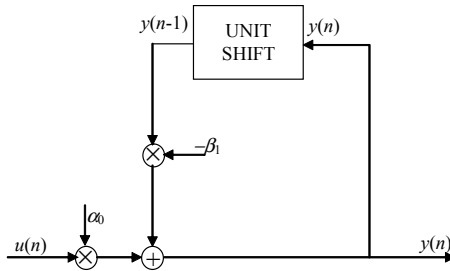 y(n-1)
UNIT
SHIFT
y(n)
–β₁
α₀
u(n)
y(n)